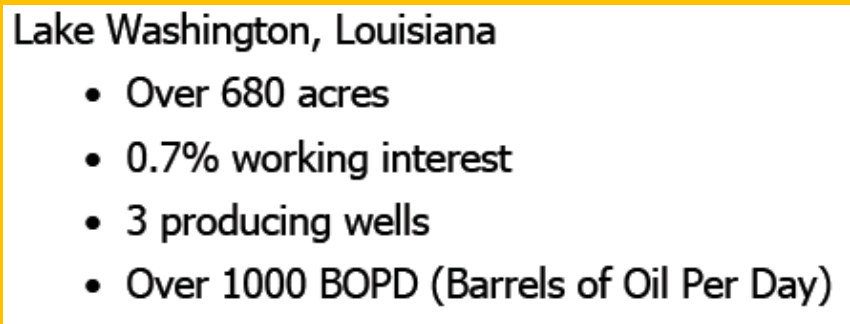 Lake Washington, Louisiana
• Over 680 acres
• 0.7% working interest
• 3 producing wells
• Over 1000 BOPD (Barrels of Oil Per Day)